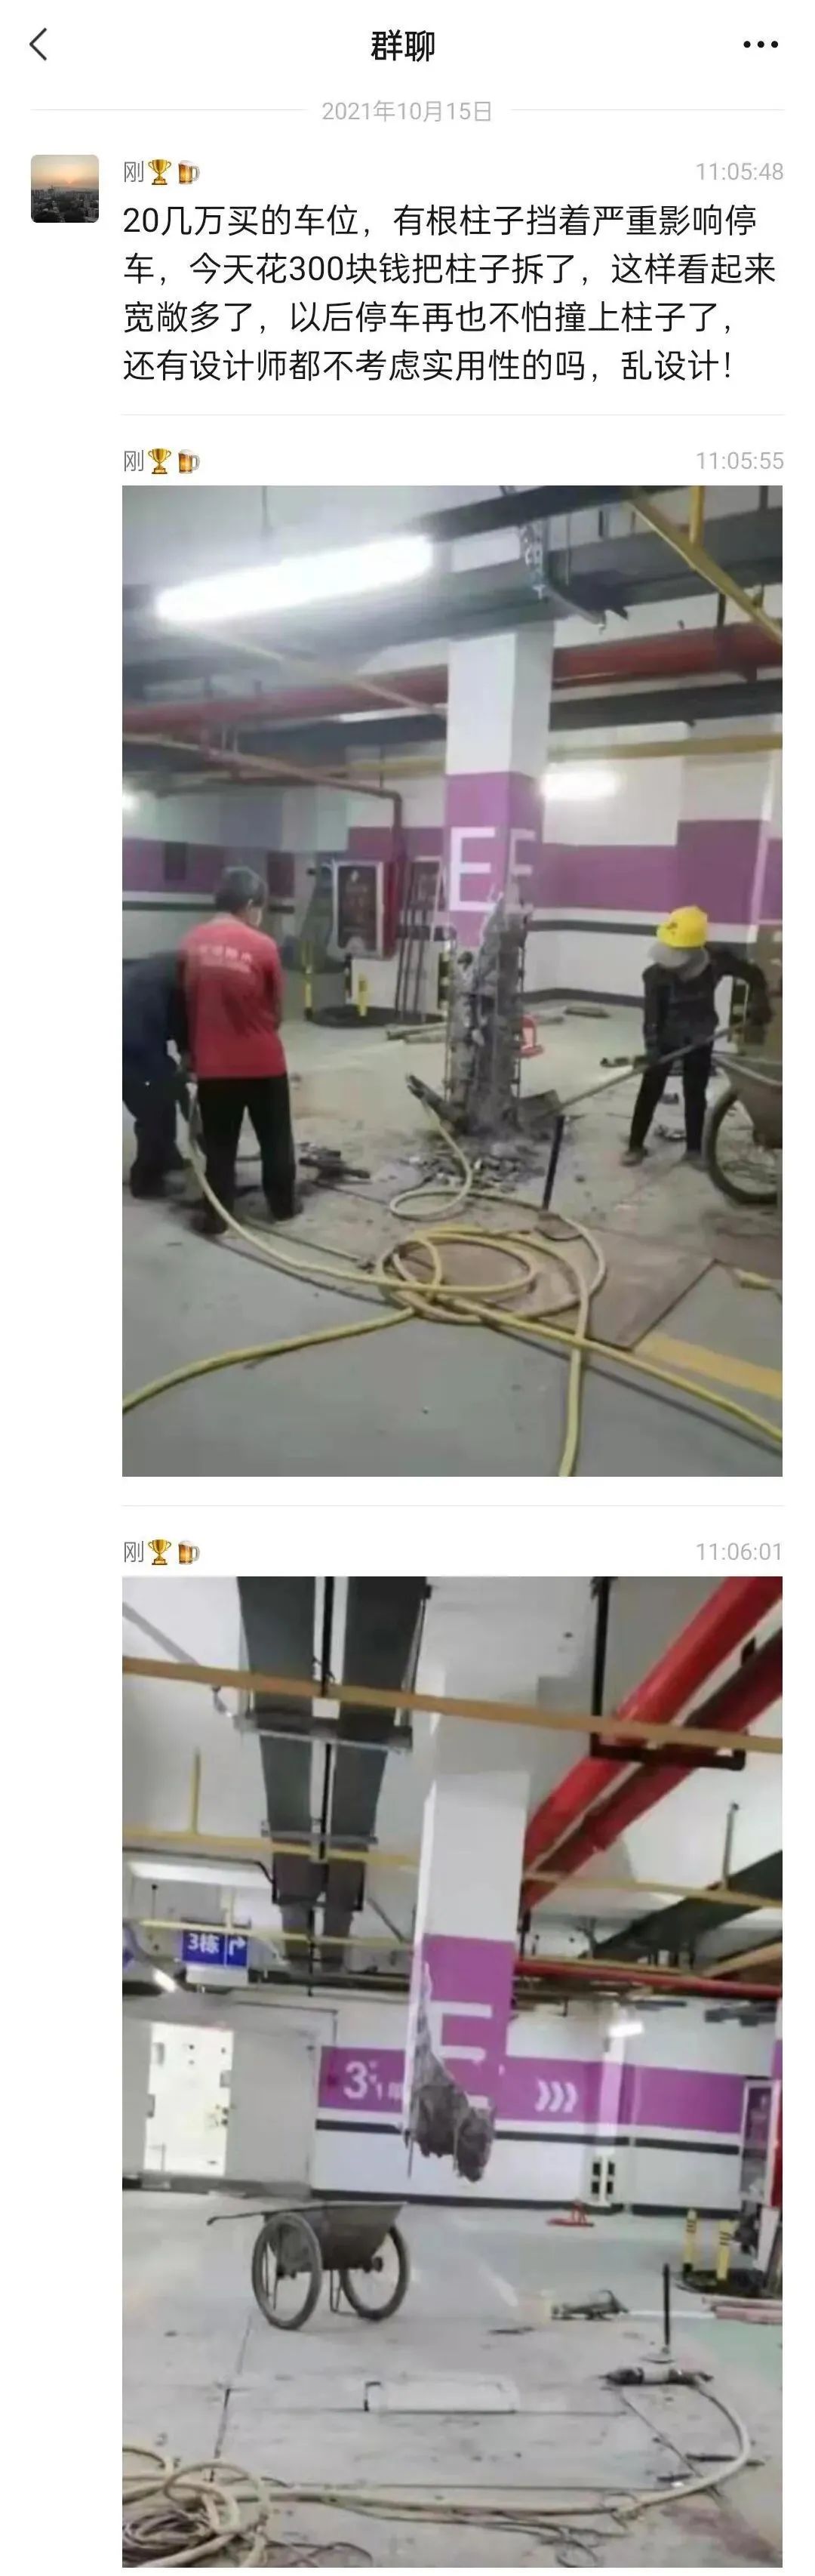 群聊
2021年10月15日
刚🏆🍺 11:05:48
20几万买的车位，有根柱子挡着严重影响停
车，今天花300块钱把柱子拆了，这样看起来
宽敞多了，以后停车再也不怕撞上柱子了，
还有设计师都不考虑实用性的吗，乱设计！
刚🏆🍺 11:05:55
E E
刚🏆🍺 11:06:01
3栋
E
3